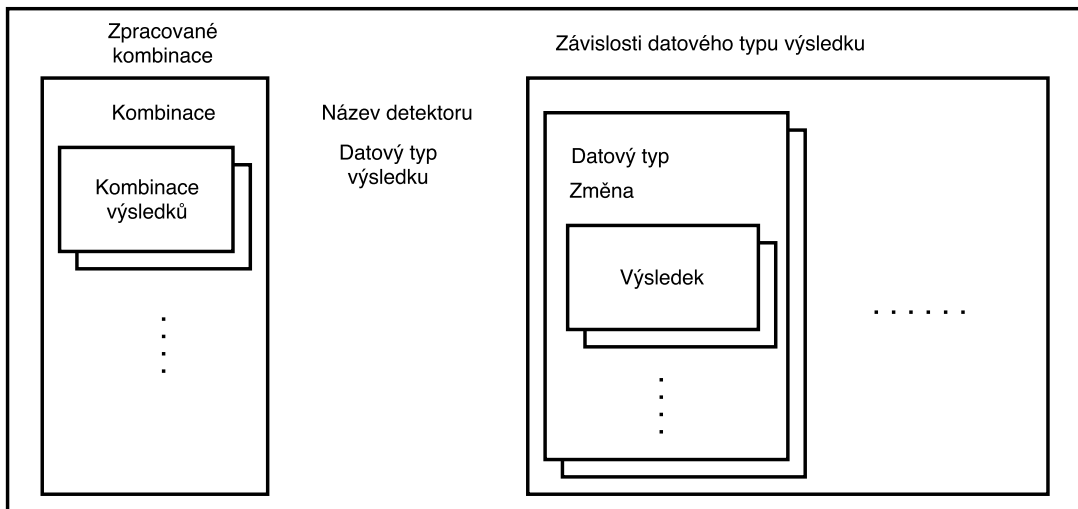 Zpracované
kombinace
Kombinace
Kombinace
výsledků
Název detektoru
Datový typ
výsledku
Závislosti datového typu výsledku
Datový typ
Změna
Výsledek